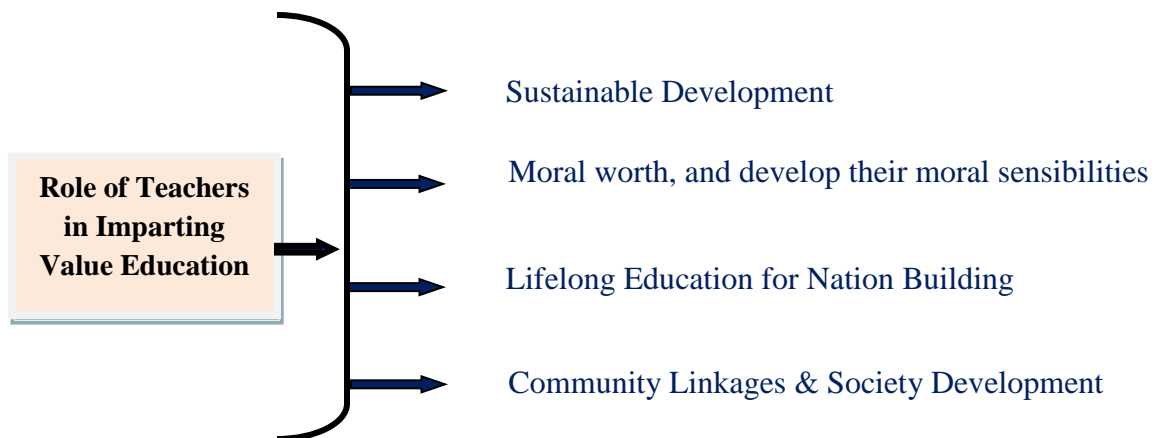 Sustainable Development
Moral worth, and develop their moral sensibilities
Role of Teachers
in Imparting
Value Education
Lifelong Education for Nation Building
Community Linkages & Society Development